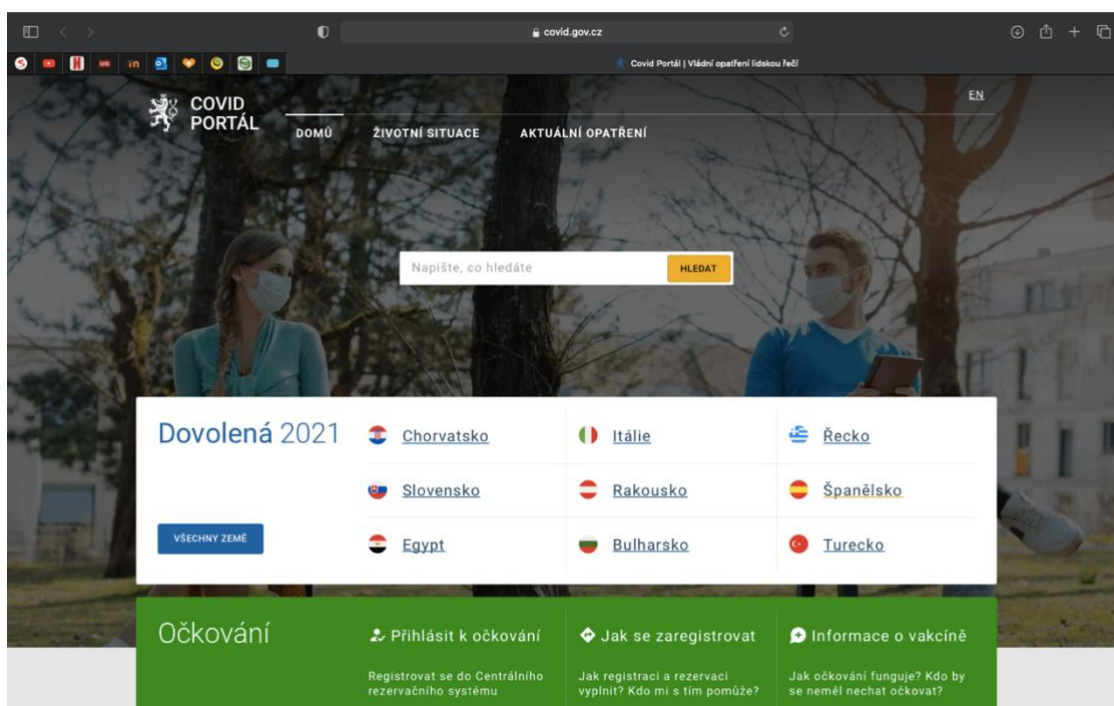 covid.gov.cz
Covid Portál | Vládní opatření lidskou řečí
COVID
PORTÁL
EN
DOMŮ ŽIVOTNÍ SITUACE AKTUÁLNÍ OPATŘENÍ
Napište, co hledáte HLEDAT
Dovolená 2021
Chorvatsko Itálie Řecko
Slovensko Rakousko Španělsko
VŠECHNY ZEMĚ
Egypt Bulharsko Turecko
Očkování
Přihlásit k očkování Jak se zaregistrovat Informace o vakcíně
Registrovat se do Centrálního Jak registraci a rezervaci Jak očkování funguje? Kdo by
rezervačního systému vyplnit? Kdo mi s tím pomůže? se neměl nechat očkovat?